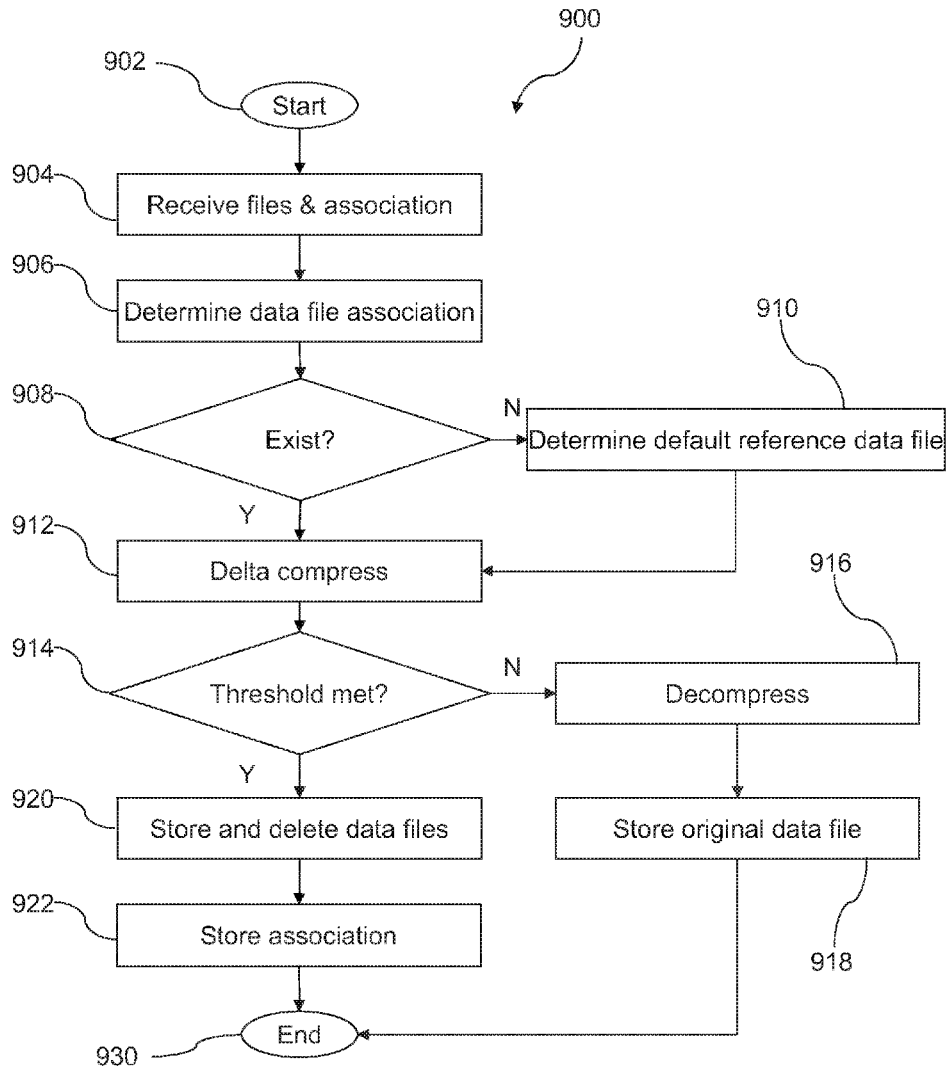 900
902
Start
904
Receive files & association
906
Determine data file association
910
908
Exist?
N
Determine default reference data file
Y
912
Delta compress
916
914
Threshold met?
N
Decompress
Y
920
Store and delete data files
Store original data file
922
Store association
918
End
930